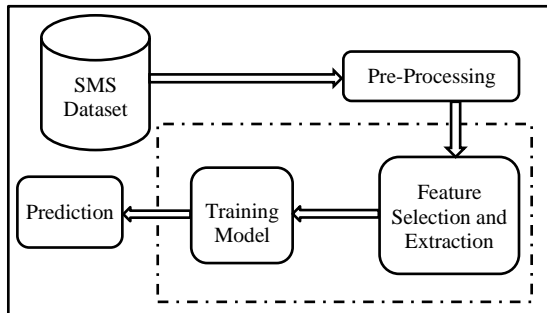 SMS
Dataset
Pre-Processing
Feature
Selection and
Extraction
Training
Model
Prediction